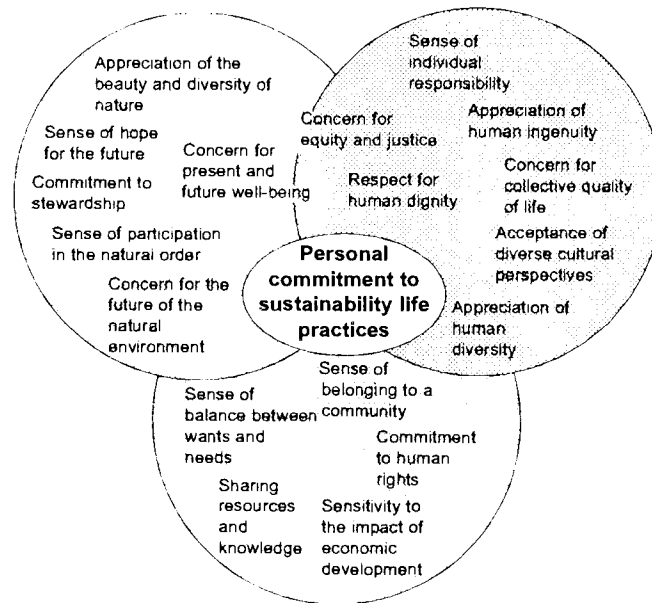 Appreciation of the
beauty and diversity of
nature
Sense of hope
for the future
Concern for
present and
future well-being
Commitment to
stewardship
Sense of participation
in the natural order
Concern for the
future of the
natural
environment
Sense of
individual
responsibility
Concern for
equity and justice
Appreciation of
human ingenuity
Respect for
human dignity
Concern for
collective quality
of life
Acceptance of
diverse cultural
perspectives
Appreciation of
human
diversity
Personal
commitment to
sustainability life
practices
Sense of
belonging to a
community
Sense of
balance between
wants and
needs
Commitment
to human
rights
Sharing
resources
and
knowledge
Sensitivity to
the impact of
economic
development